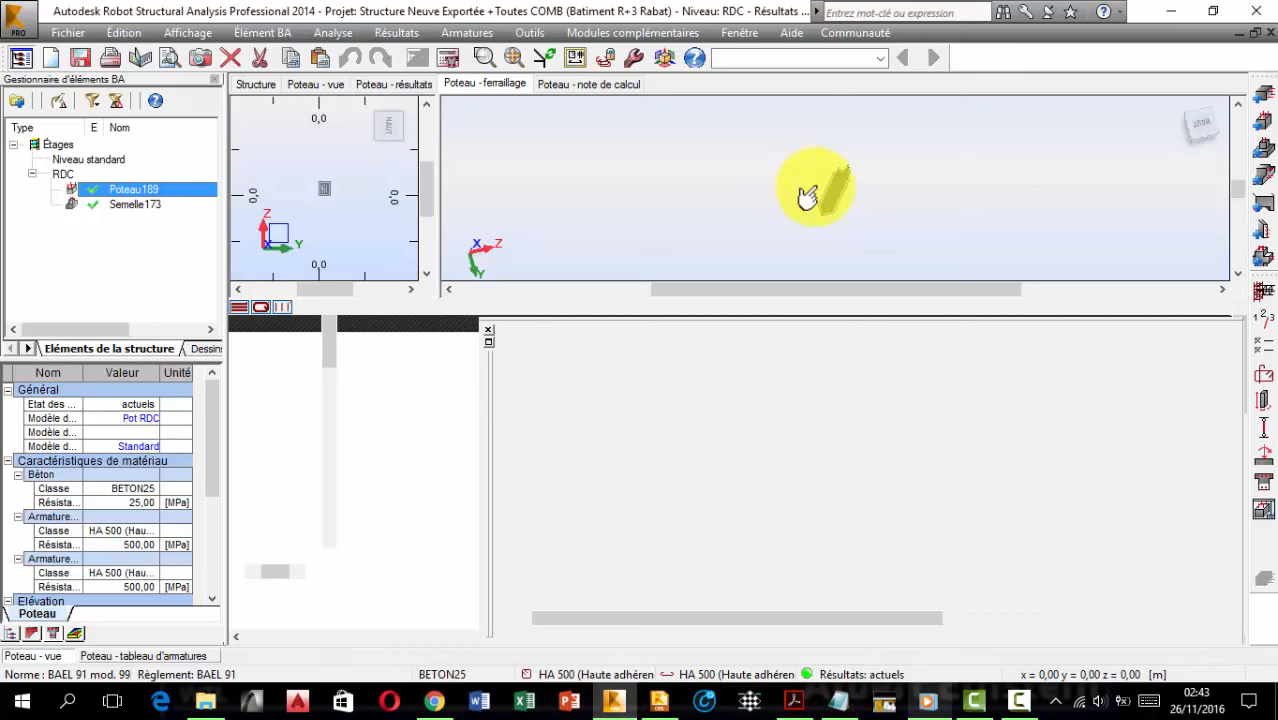 Autodesk Robot Structural Analysis Professional 2014 - Projet: Structure Neuve Exportée +Toutes COMB (Batiment R+3 Rabat) - Niveau: RDC - Résultats ...
Entrez mot-clé ou expression
PRO
Fichier Édition Affichage Élément BA Analyse Résultats Armatures Outils Modules complémentaires Fenêtre Aide Communauté
Gestionnaire d'éléments BA
Structure Poteau - vue Poteau - résultats Poteau - ferraillage Poteau - note de calcul
Type E Nom
Étages
Niveau standard
RDC
Poteau189
Semelle173
0,0
HAUT
0,0
0,0
Z
X
Y
0,0
HAUT
X
Z
Y
Eléments de la structure Dessins
Nom Valeur Unité
Général
Etat des ... actuels
Modèle d... Pot RDC
Modèle d...
Modèle d... Standard
Caractéristiques de matériau
Béton
Classe BETON25
Résista... 25,00 [MPa]
Armature...
Classe HA 500 (Hau...
Résista... 500,00 [MPa]
Armature...
Classe HA 500 (Hau...
Résista... 500,00 [MPa]
Elévation
Poteau
Poteau - vue Poteau - tableau d'armatures
Norme : BAEL 91 mod. 99 Règlement: BAEL 91 BETON25 HA 500 (Haute adhéren HA 500 (Haute adhéren Résultats: actuels x = 0,00 y = 0,00 z = 0,00 [m]
02:43
26/11/2016